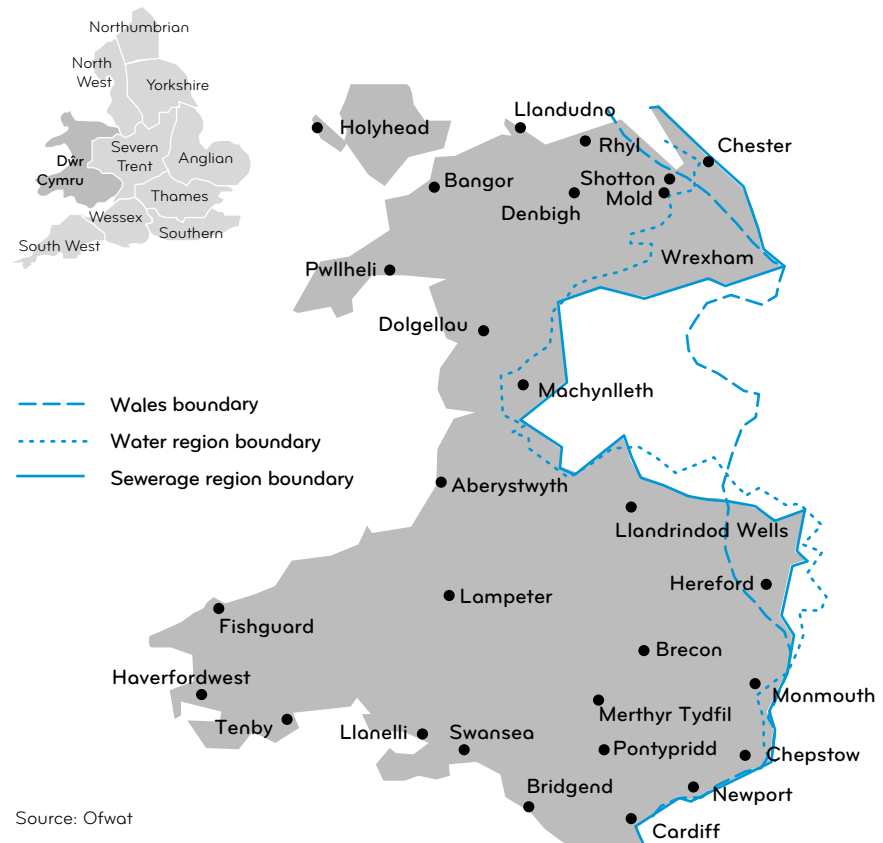 Northumbrian
North
West
Yorkshire
Severn
Trent
Dŵr
Cymru
Anglian
Thames
Wessex
Southern
South West
Llandudno
Holyhead
Rhyl
Chester
Bangor
Shotton
Denbigh
Mold
Wrexham
Pwllheli
Dolgellau
Machynlleth
Wales boundary
Water region boundary
Sewerage region boundary
Aberystwyth
Llandrindod Wells
Hereford
Lampeter
Fishguard
Brecon
Haverfordwest
Monmouth
Merthyr Tydfil
Tenby
Llanelli
Swansea
Pontypridd
Chepstow
Bridgend
Newport
Source: Ofwat
Cardiff